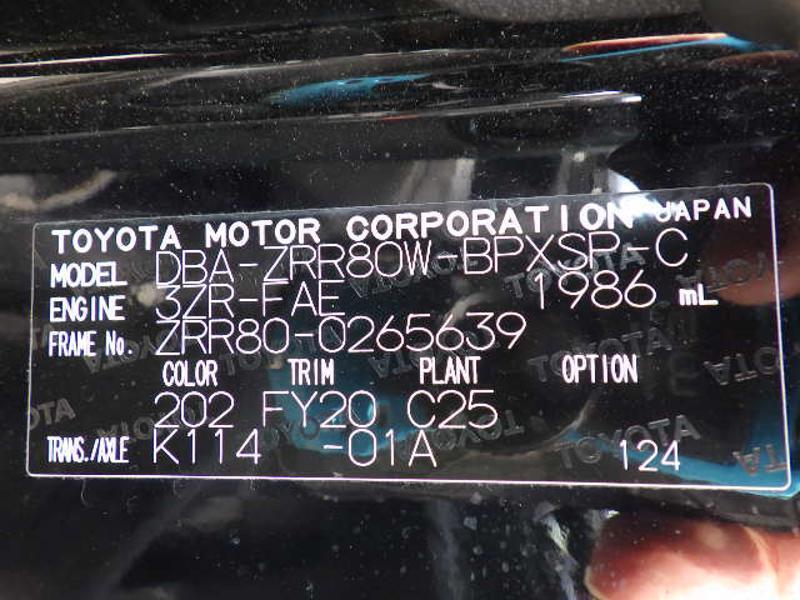 TOYOTA MOTOR CORPORATION JAPAN
MODEL DBA-ZRR80W-BPXSP-C
ENGINE 3ZR-FAE 1986 mL
FRAME No. ZRR80-0265639
COLOR TRIM PLANT OPTION
202 FY20 C25
TRANS./AXLE K114 -01A 124